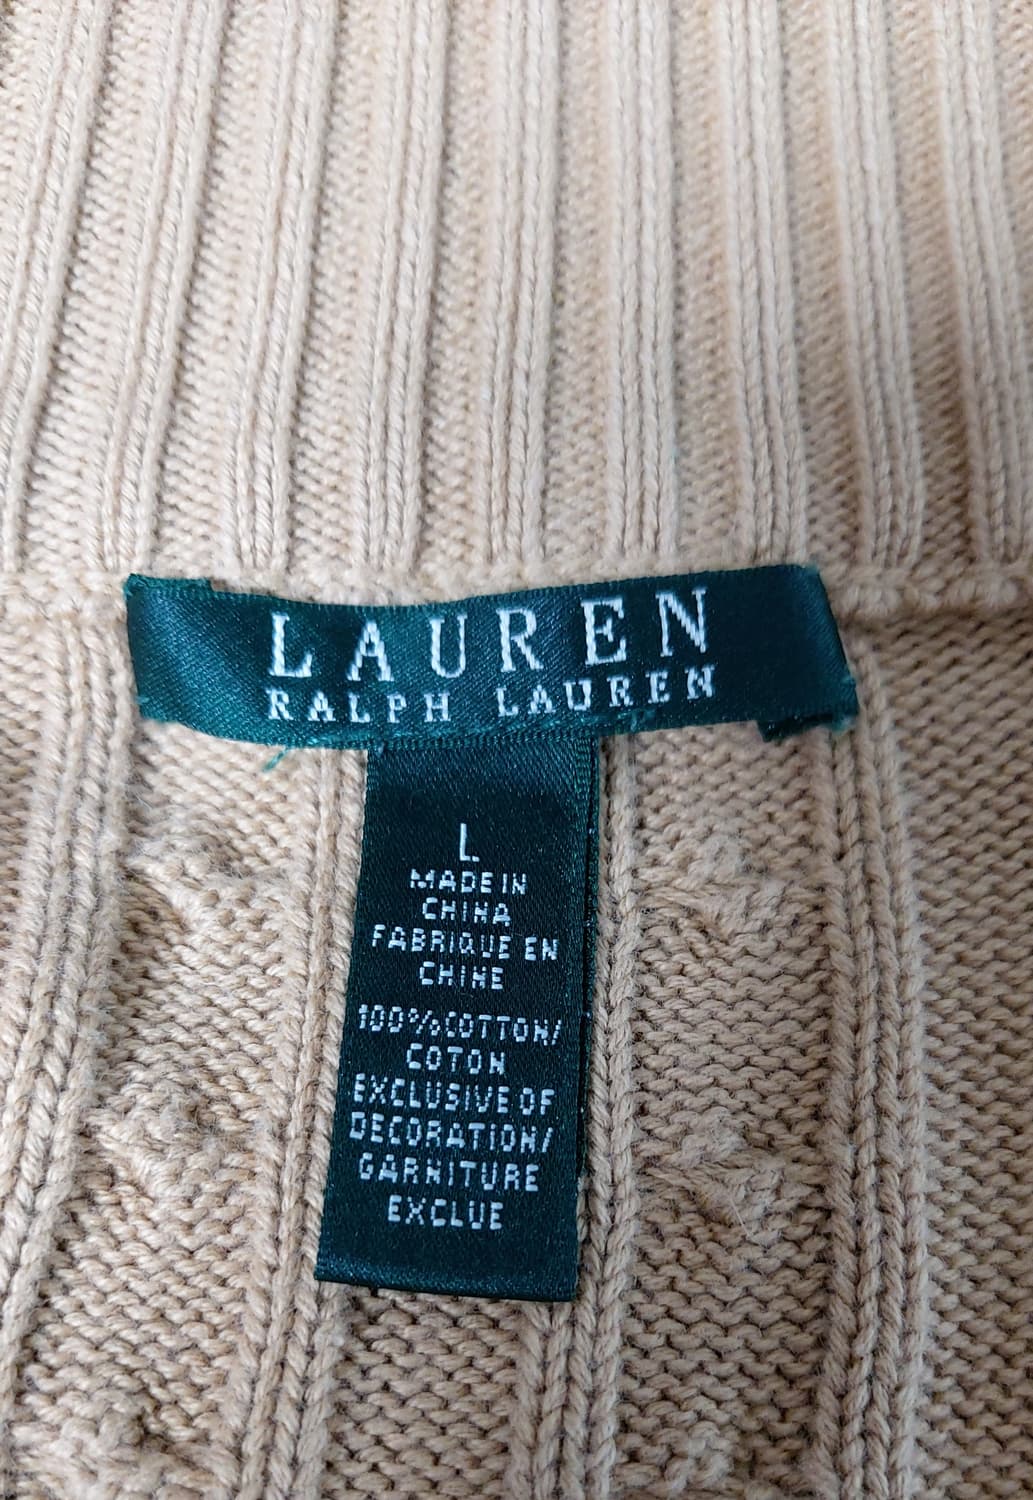 LAUREN
RALPH LAUREN
L
MADE IN
CHINA
FABRIQUE EN
CHINE
100% COTTON/
COTON
EXCLUSIVE OF
DECORATION/
GARNITURE
EXCLUE